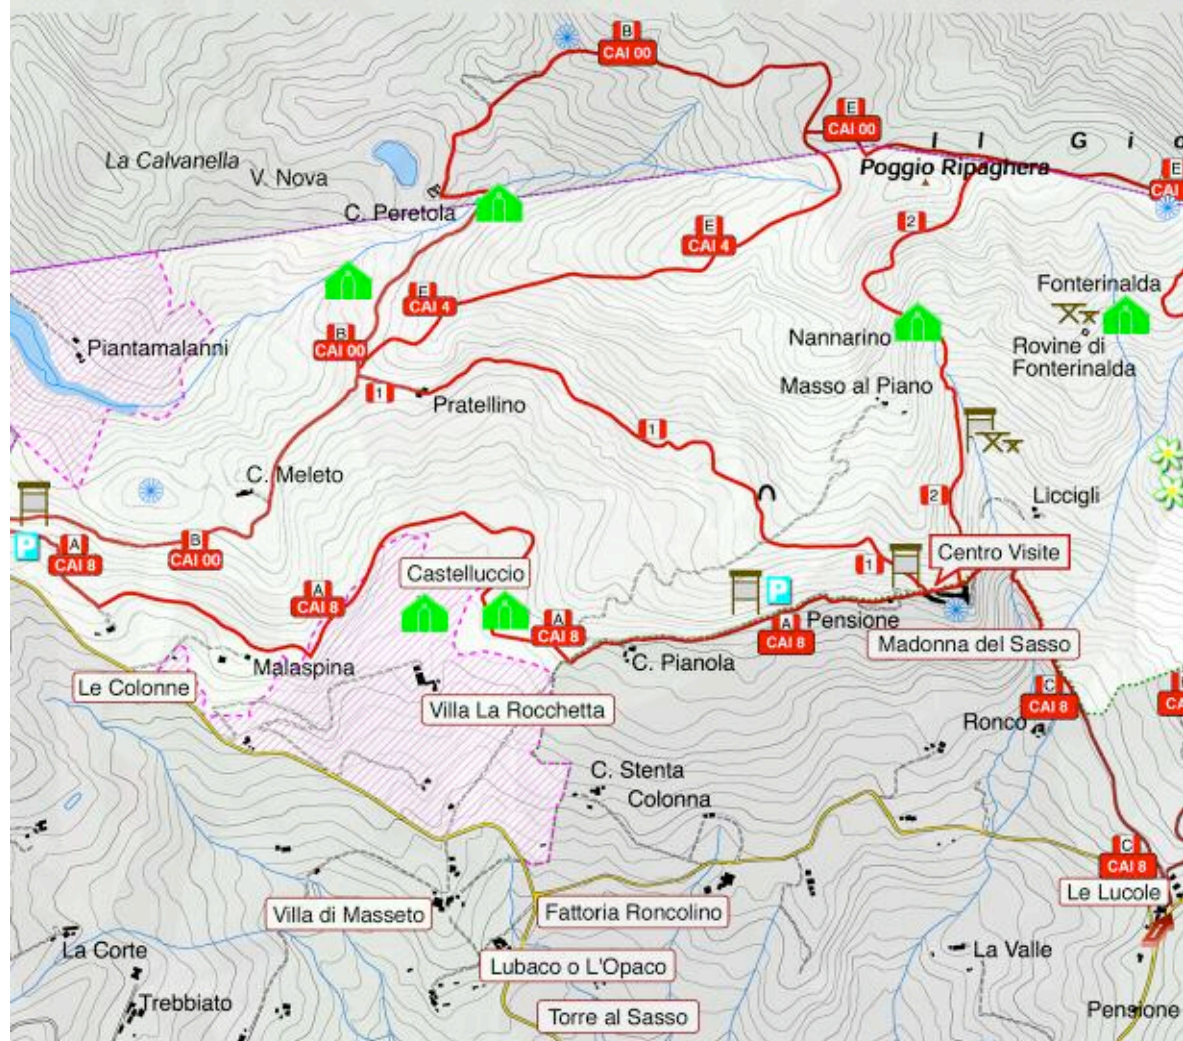 B
CAI 00
E
CAI 00
I l G i o
Poggio Ripaghera
La Calvanella
V. Nova
E
CAI
C. Peretola
2
E
CAI 4
Fonterinalda
E
CAI 4
B
CAI 00
Nannarino
Piantamalanni
Rovine di
Fonterinalda
Masso al Piano
1
Pratellino
1
C. Meleto
2
Liccigli
P
A
CAI 8
B
CAI 00
Centro Visite
1
Castelluccio
A
CAI 8
P
A
CAI 8
Pensione
A
CAI 8
Madonna del Sasso
Malaspina
C. Pianola
Le Colonne
Villa La Rocchetta
C
CAI 8
CA
Ronco
C. Stenta
Colonna
C
CAI 8
Le Lucole
Villa di Masseto
Fattoria Roncolino
La Corte
La Valle
Lubaco o L'Opaco
Trebbiato
Torre al Sasso
Pensione